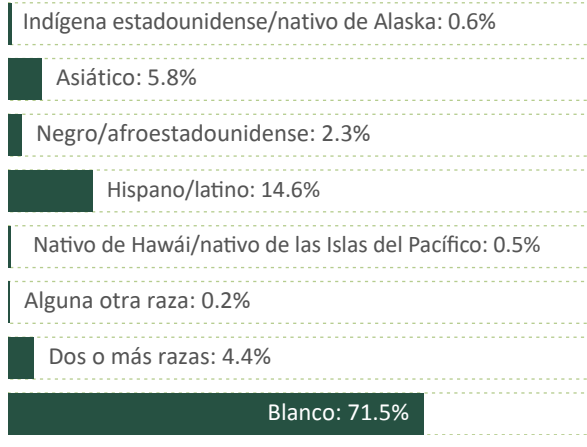 Indígena estadounidense/nativo de Alaska: 0.6%
Asiático: 5.8%
Negro/afroestadounidense: 2.3%
Hispano/latino: 14.6%
Nativo de Hawái/nativo de las Islas del Pacífico: 0.5%
Alguna otra raza: 0.2%
Dos o más razas: 4.4%
Blanco: 71.5%